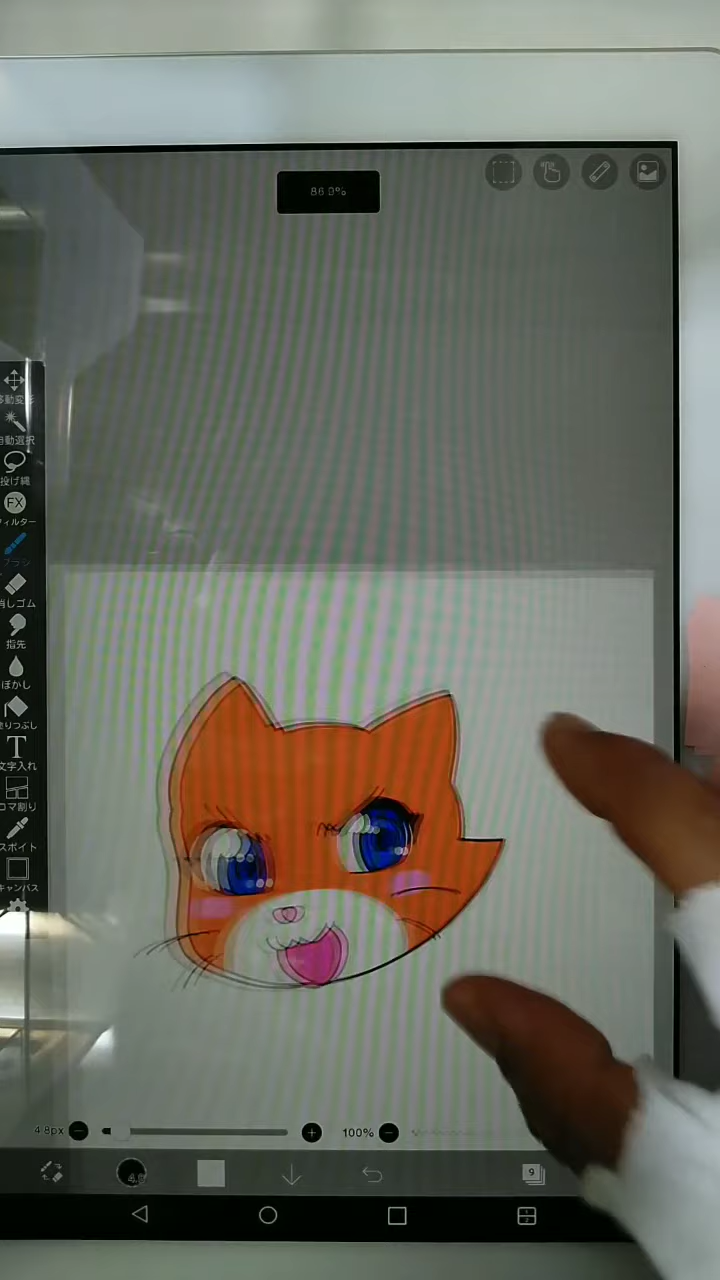 86.0%
移動変形
自動選択
投げ縄
フィルター
ブラシ
消しゴム
指先
ぼかし
塗りつぶし
文字入れ
コマ割り
スポイト
キャンバス
4.8px
100%
9